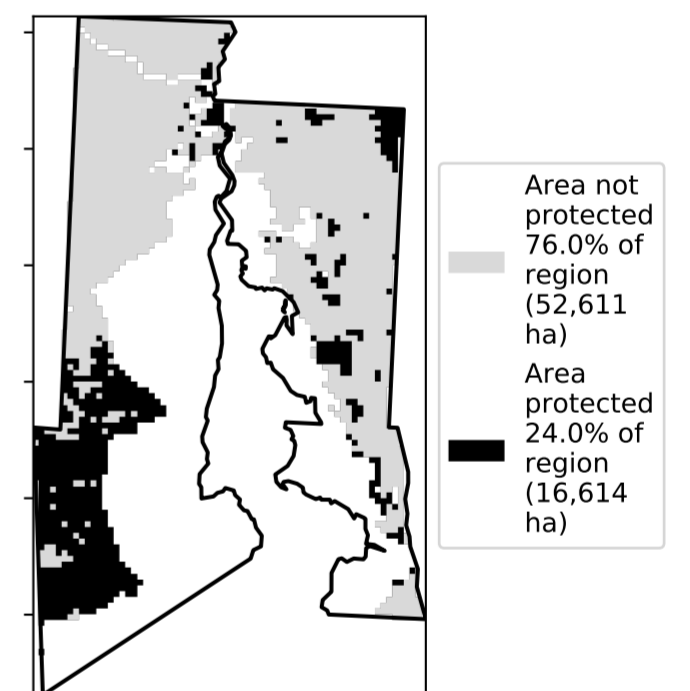 Area not
protected
76.0% of
region
(52,611
ha)
Area
protected
24.0% of
region
(16,614
ha)